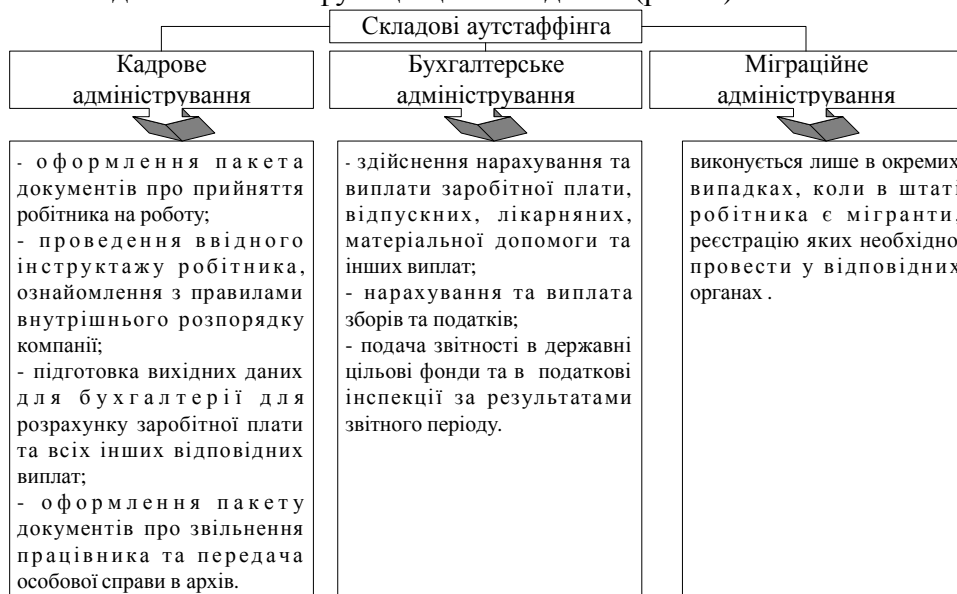 Складові аутстаффінга
Кадрове
адміністрування
Бухгалтерське
адміністрування
Міграційне
адміністрування
- оформлення пакета
документів про прийняття
робітника на роботу;
- проведення ввідного
інструктажу робітника,
ознайомлення з правилами
внутрішнього розпорядку
компанії;
- підготовка вихідних даних
для бухгалтерії для
розрахунку заробітної плати
та всіх інших відповідних
виплат;
- оформлення пакету
документів про звільнення
працівника та передача
особової справи в архів.
- здійснення нарахування та
виплати заробітної плати,
відпускних, лікарняних,
матеріальної допомоги та
інших виплат;
- нарахування та виплата
зборів та податків;
- подача звітності в державні
цільові фонди та в податкові
інспекції за результатами
звітного періоду.
виконується лише в окремих
випадках, коли в штаті
робітника є мігранти,
реєстрацію яких необхідно
провести у відповідних
органах .